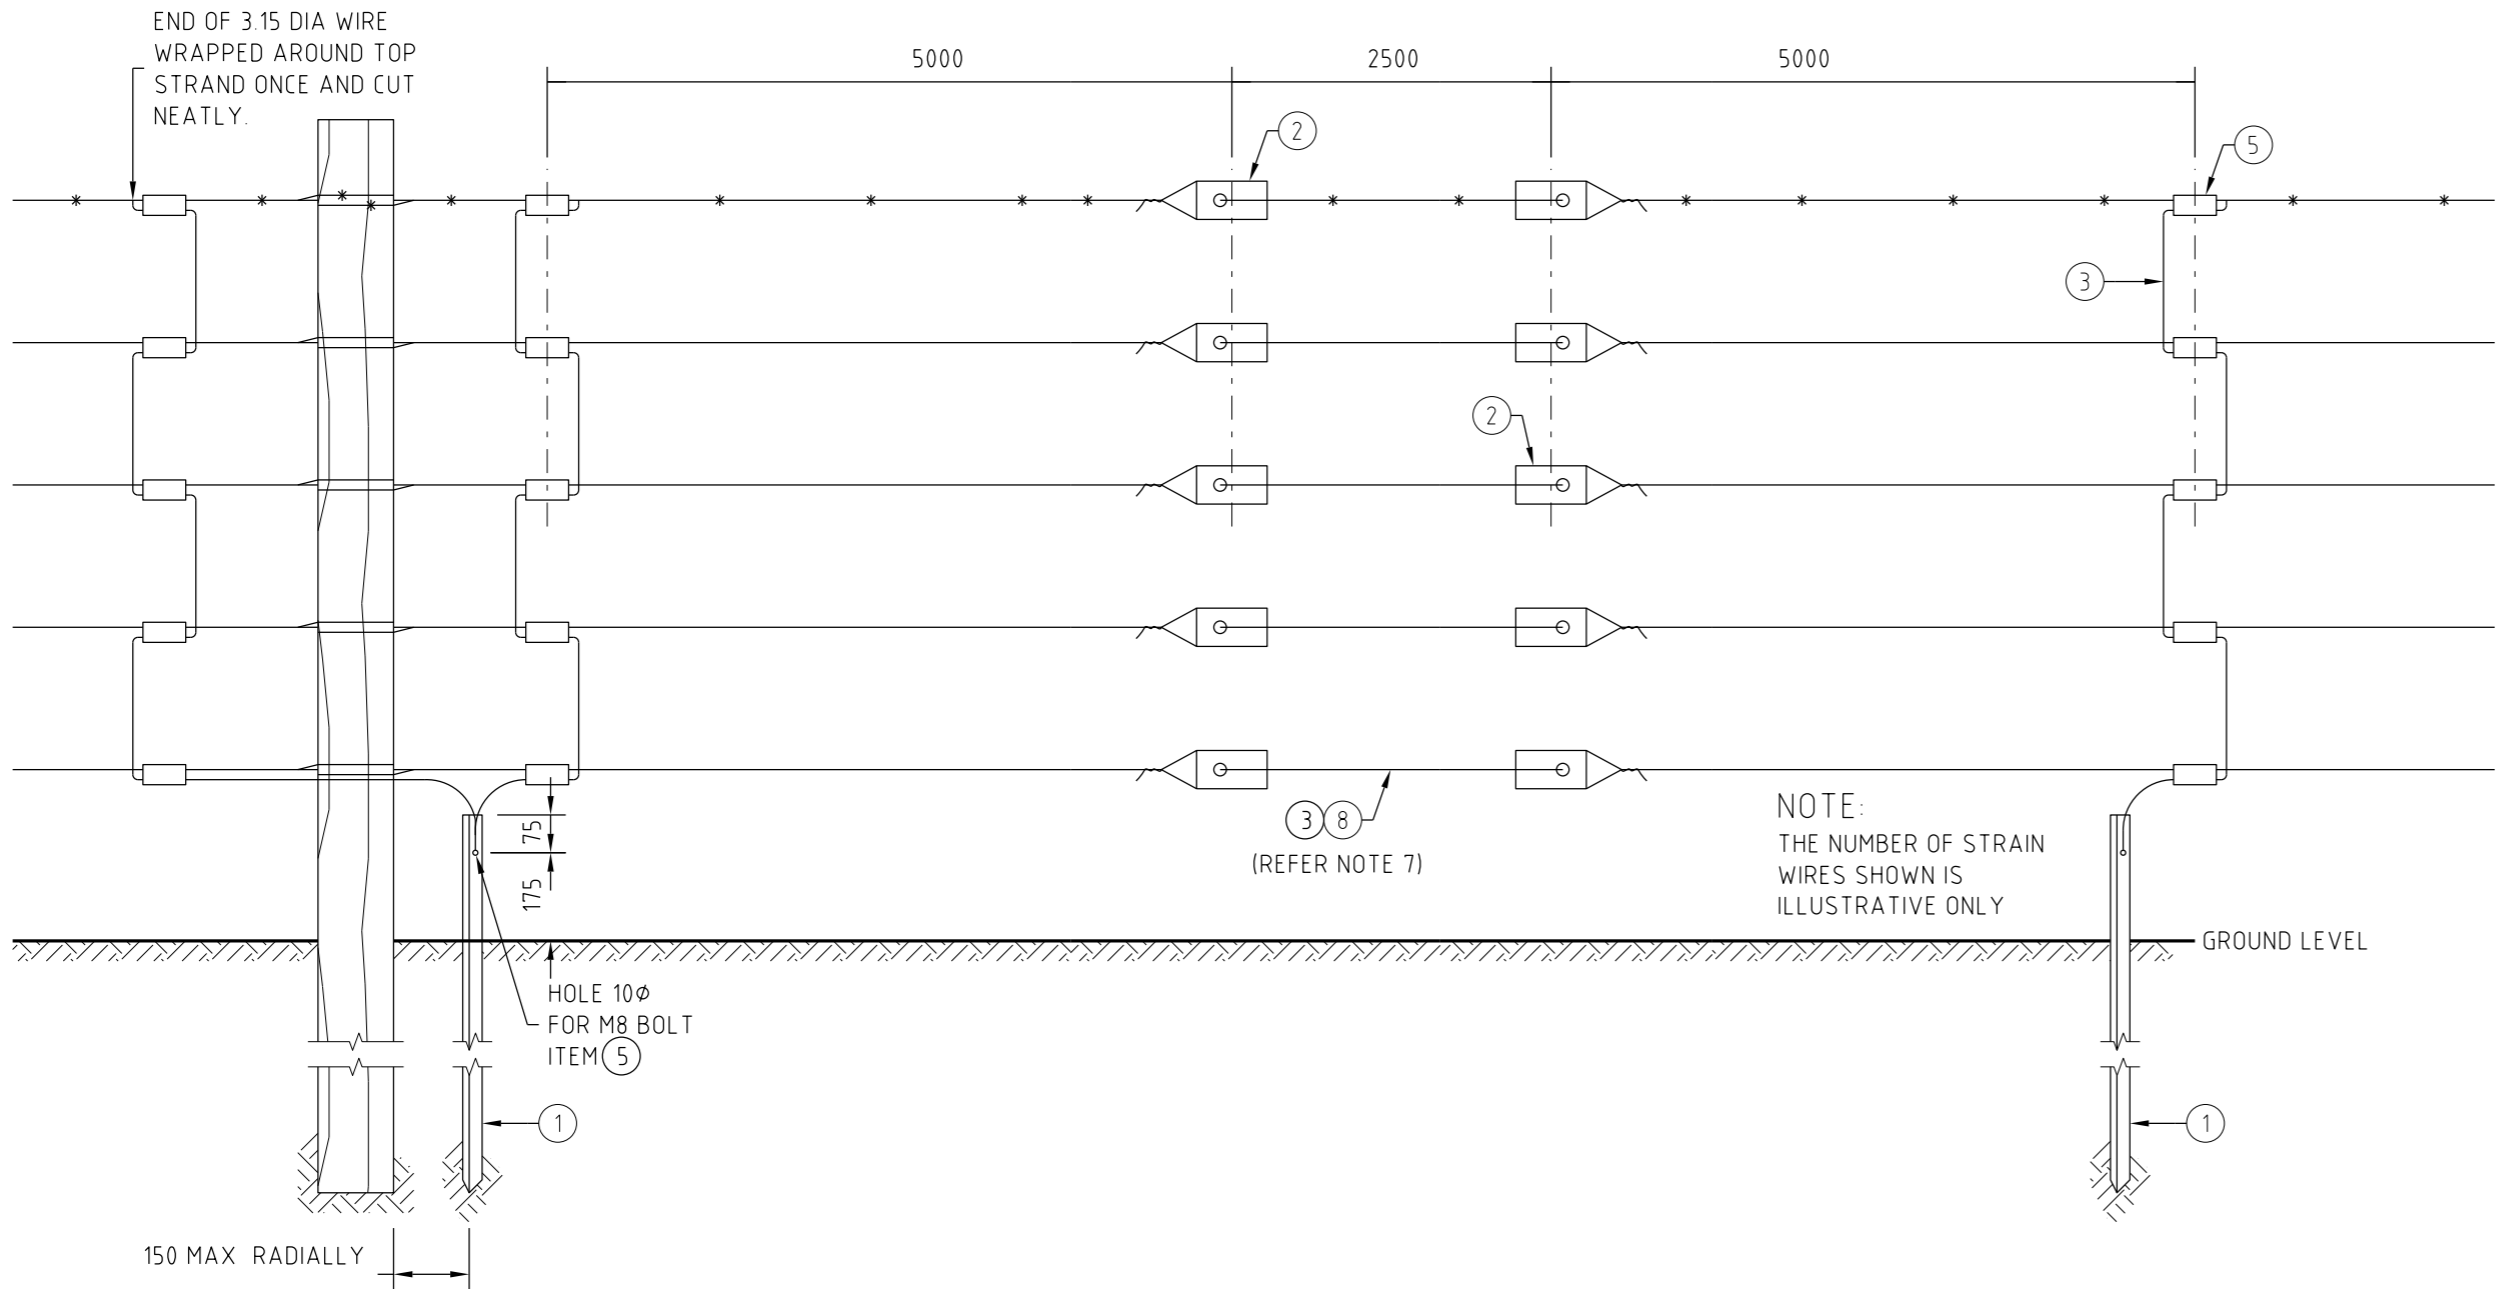 END OF 3.15 DIA WIRE
WRAPPED AROUND TOP
STRAND ONCE AND CUT
NEATLY.
5000
2500
5000
2
5
3
2
3 8
(REFER NOTE 7)
NOTE:
THE NUMBER OF STRAIN
WIRES SHOWN IS
ILLUSTRATIVE ONLY
75
175
GROUND LEVEL
HOLE 10Ø
FOR M8 BOLT
ITEM 5
1
1
150 MAX RADIALLY